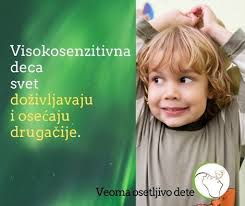 Visokosenzitivna
deca
svet
doživljavaju
i osećaju
drugačije.
Veoma osetljivo dete